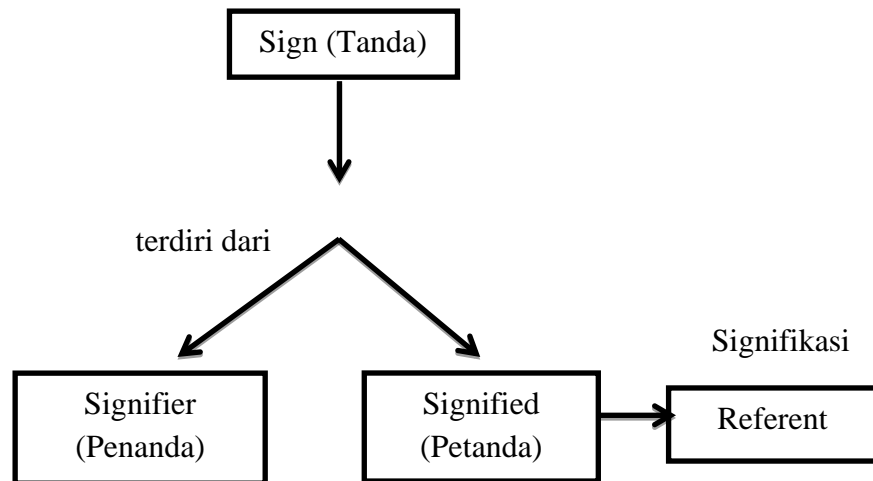 Sign (Tanda)
terdiri dari
Signifikasi
Signifier
(Penanda)
Signified
(Petanda)
Referent